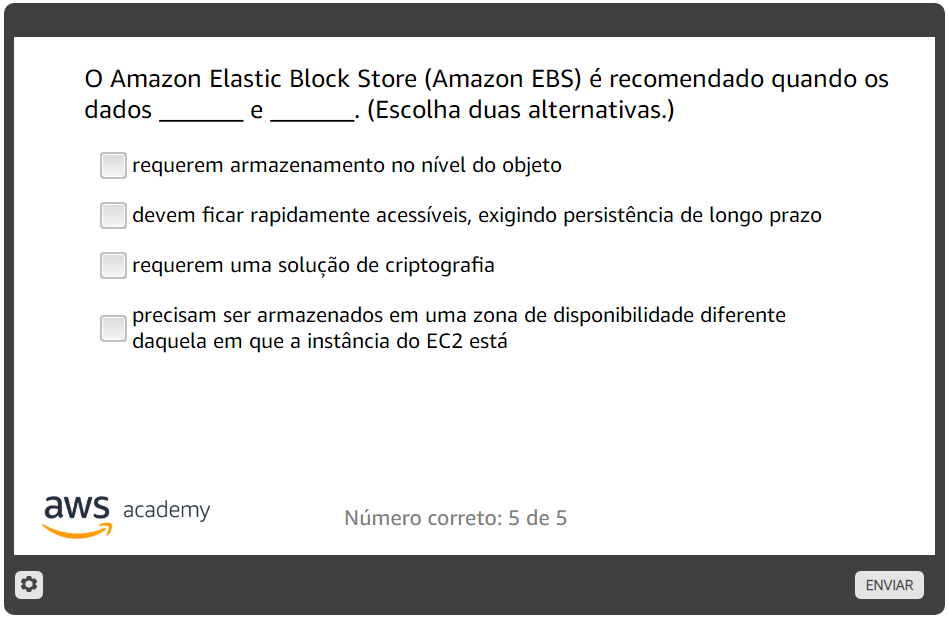 O Amazon Elastic Block Store (Amazon EBS) é recomendado quando os
dados _______ e _______. (Escolha duas alternativas.)
requerem armazenamento no nível do objeto
devem ficar rapidamente acessíveis, exigindo persistência de longo prazo
requerem uma solução de criptografia
precisam ser armazenados em uma zona de disponibilidade diferente
daquela em que a instância do EC2 está
aws academy
Número correto: 5 de 5
ENVIAR